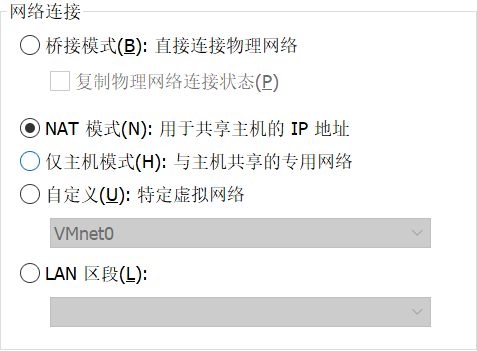 网络连接
桥接模式(B): 直接连接物理网络
复制物理网络连接状态(P)
NAT 模式(N): 用于共享主机的 IP 地址
仅主机模式(H): 与主机共享的专用网络
自定义(U): 特定虚拟网络
VMnet0
LAN 区段(L):